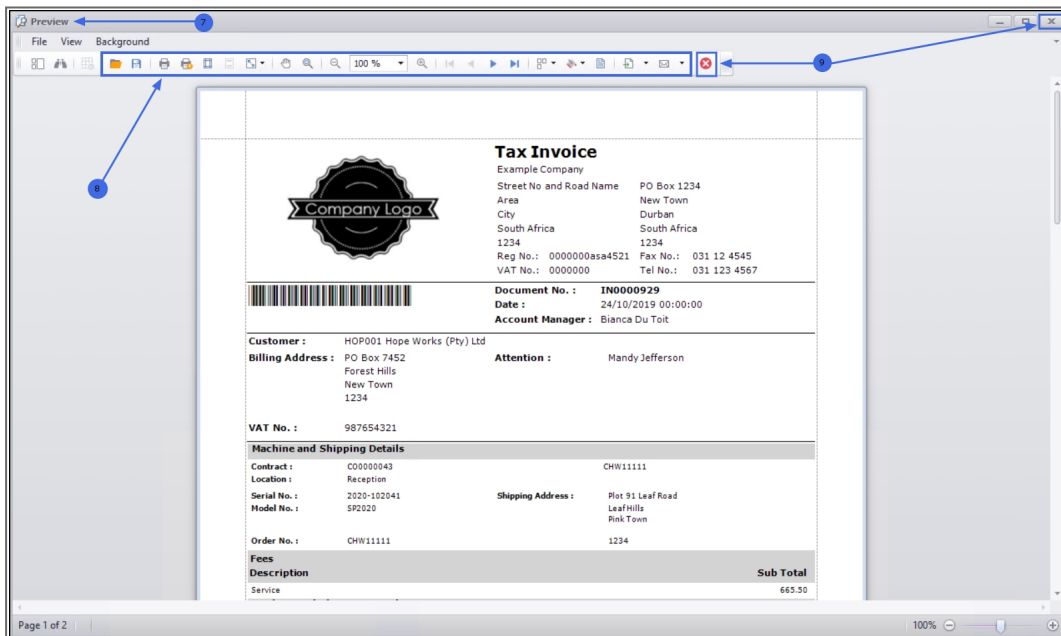 Preview
7
File View Background
100 %
9
8
Tax Invoice
Example Company
Street No and Road Name PO Box 1234
Area New Town
City Durban
South Africa South Africa
1234 1234
Reg No.: 0000000asa4521 Fax No.: 031 12 4545
VAT No.: 0000000 Tel No.: 031 123 4567
Company Logo
Document No. : IN0000929
Date : 24/10/2019 00:00:00
Account Manager : Bianca Du Toit
Customer : HOP001 Hope Works (Pty) Ltd
Billing Address : PO Box 7452 Attention : Mandy Jefferson
Forest Hills
New Town
1234
VAT No. : 987654321
Machine and Shipping Details
Contract : CO0000043 CHW11111
Location : Reception
Serial No. : 2020-102041 Shipping Address : Plot 91 Leaf Road
Model No. : SP2020 Leaf Hills
Pink Town
Order No. : CHW11111 1234
Fees
Description Sub Total
Service 665.50
Page 1 of 2 100%